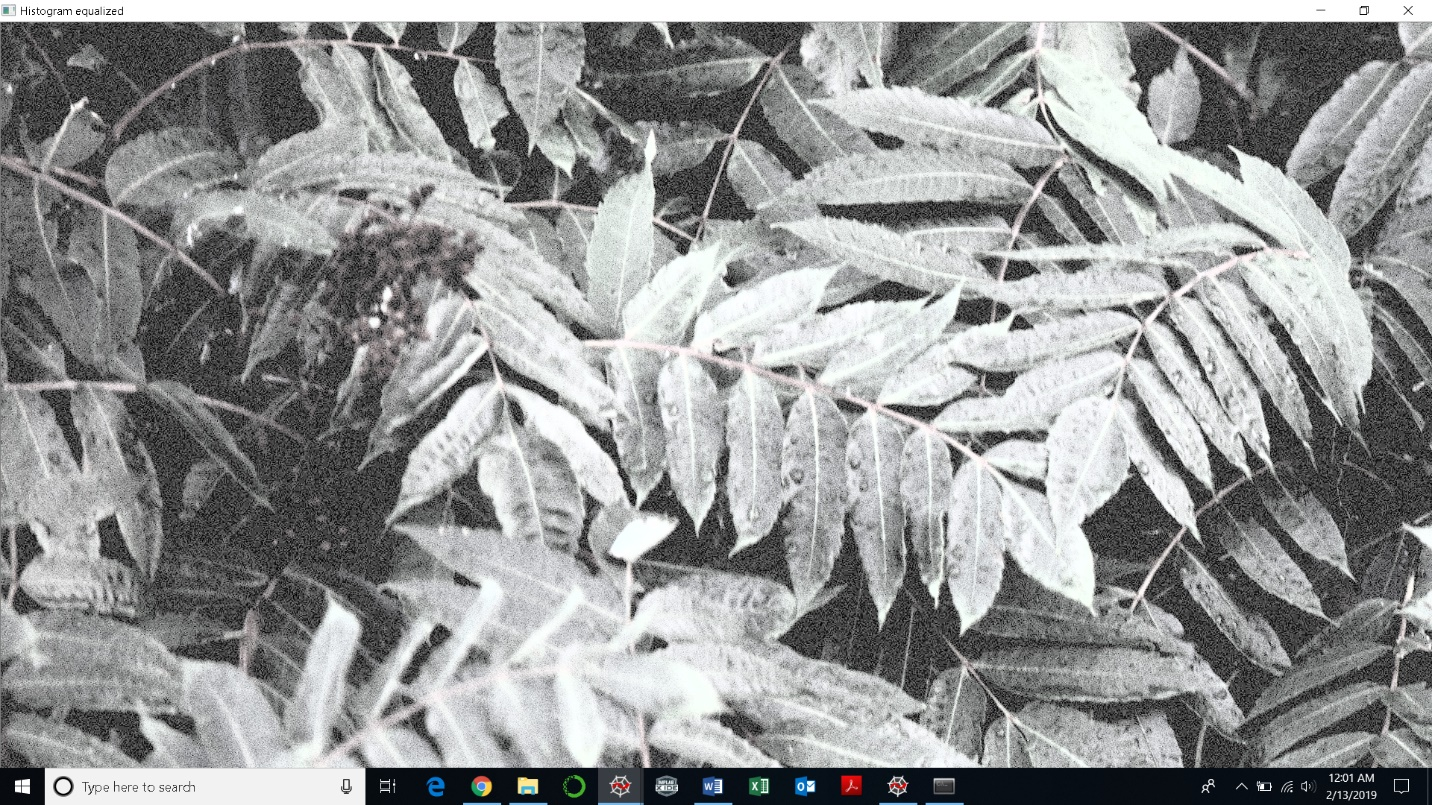 Histogram equalized
Type here to search
12:01 AM
2/13/2019